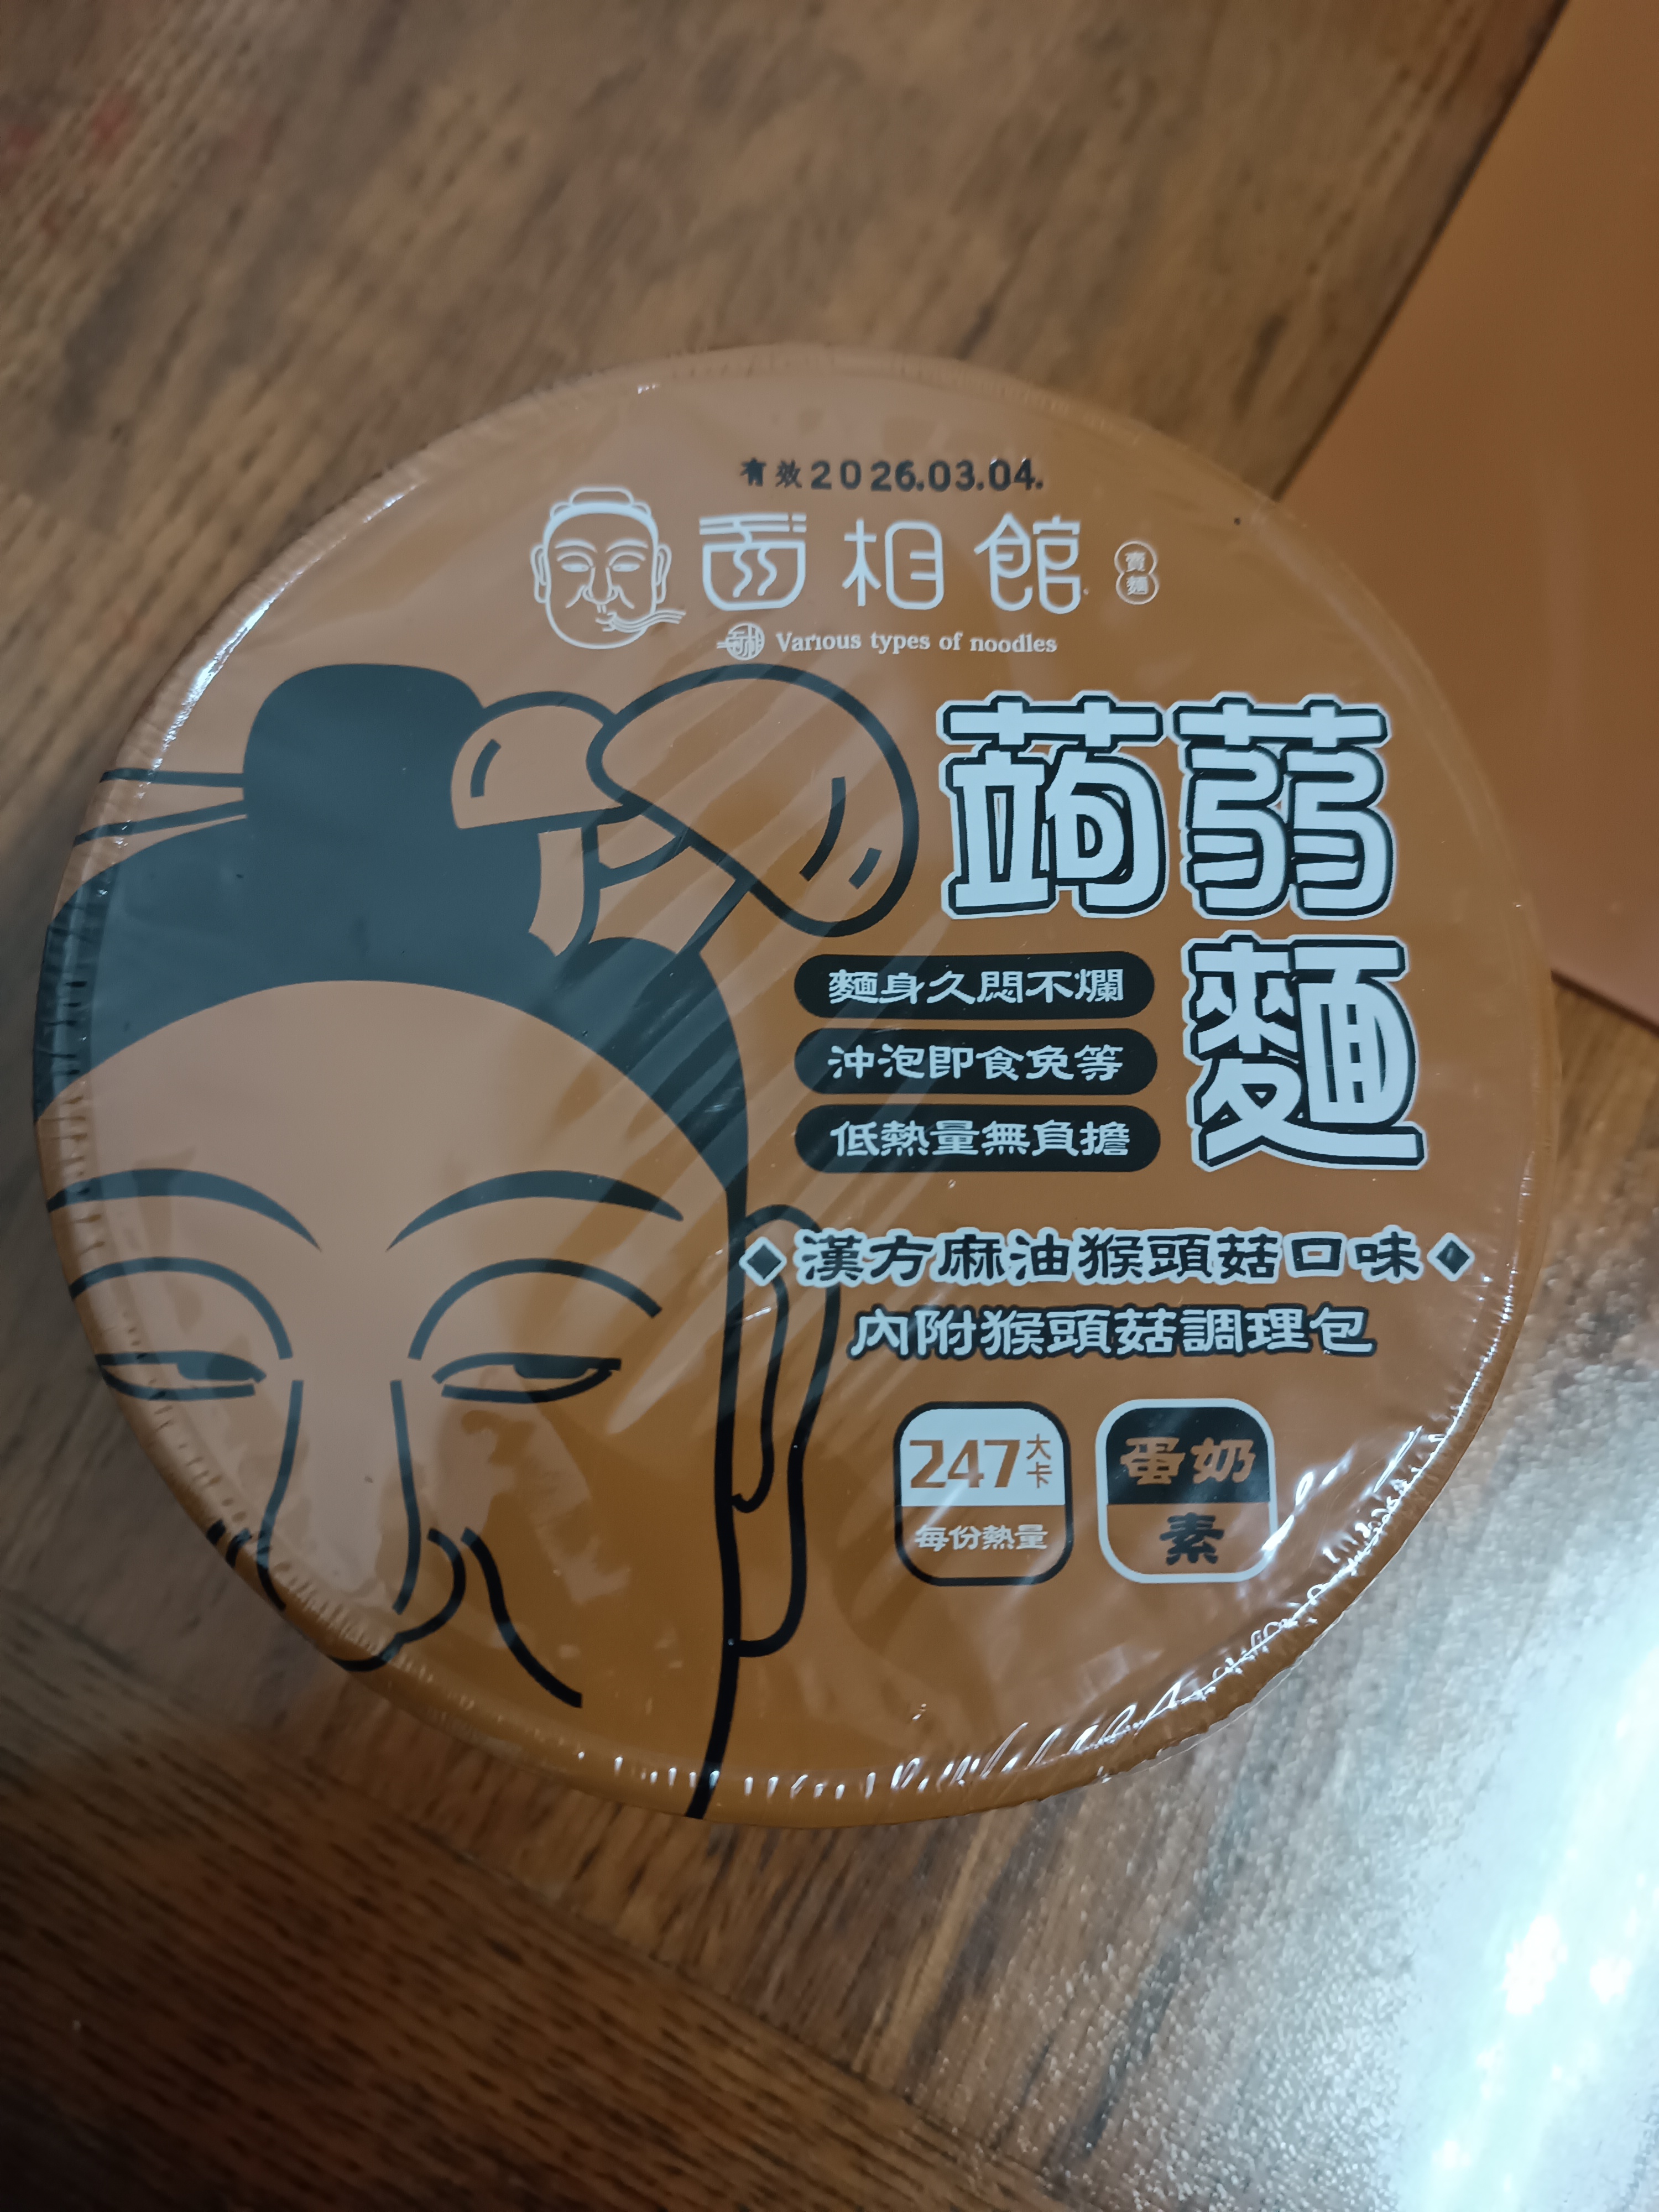 有效2026.03.04.
面相館
賣麵
Various types of noodles
蒟蒻
麵
麵身久悶不爛
沖泡即食免等
低熱量無負擔
漢方麻油猴頭菇口味
內附猴頭菇調理包
247大卡
每份熱量
蛋奶
素